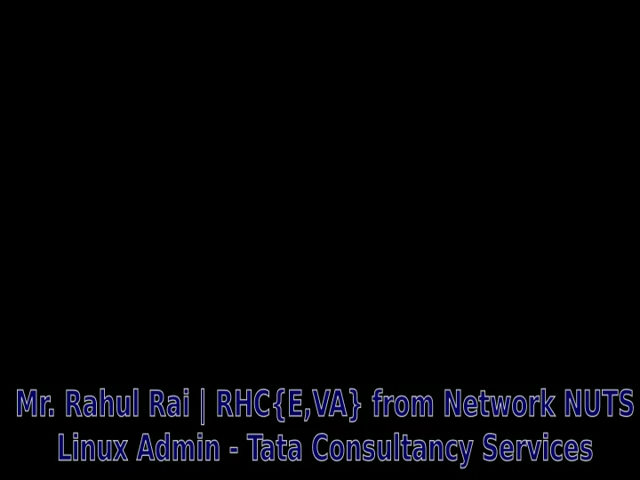 Mr. Rahul Rai | RHC{E,VA} from Network NUTS
Linux Admin - Tata Consultancy Services